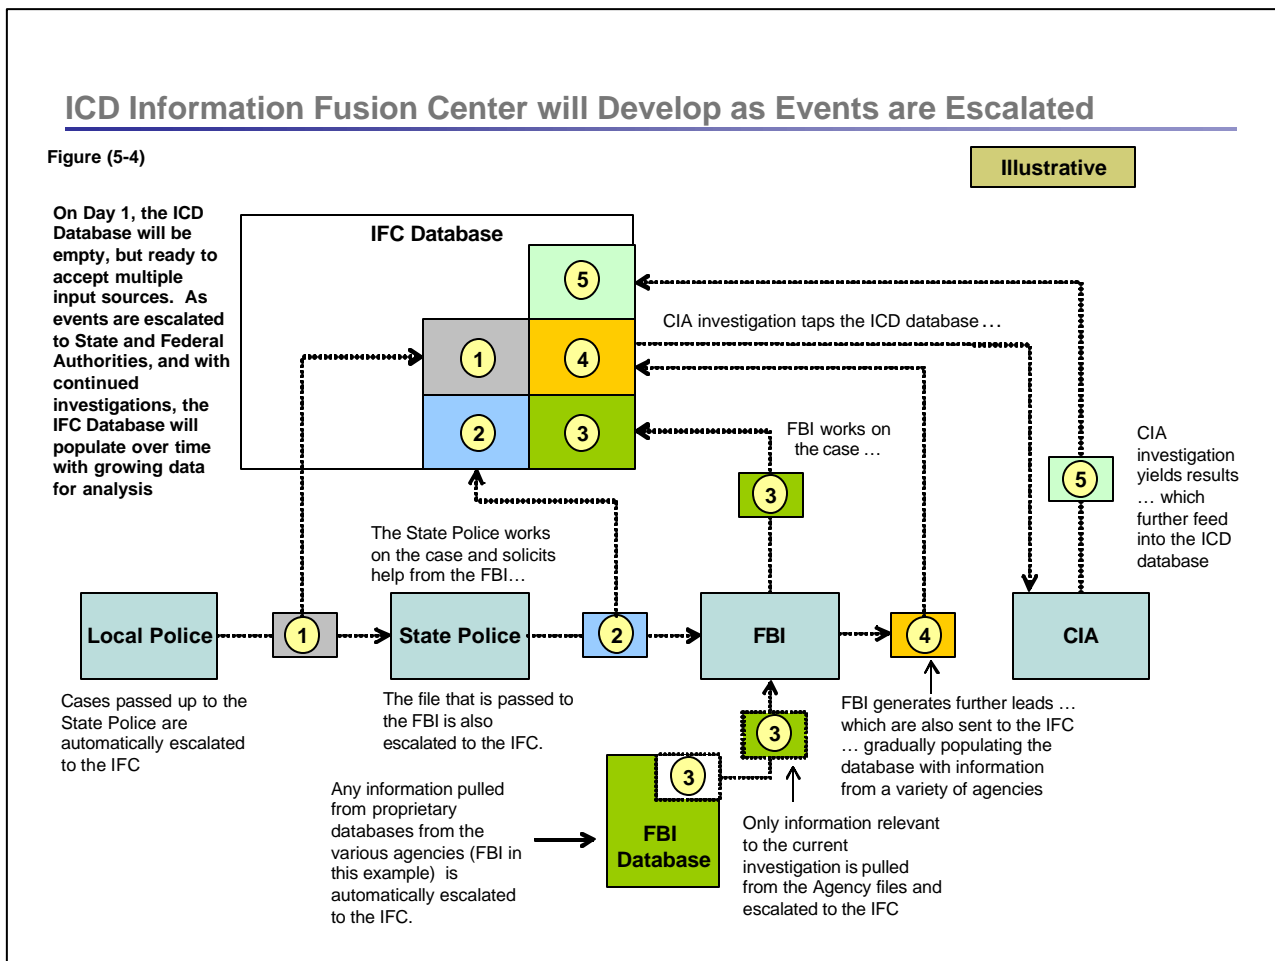 ICD Information Fusion Center will Develop as Events are Escalated
Figure (5-4)
Illustrative
On Day 1, the ICD
Database will be
empty, but ready to
accept multiple
input sources.  As
events are escalated
to State and Federal
Authorities, and with
continued
investigations, the
IFC Database will
populate over time
with growing data
for analysis
IFC Database
5
1
4
2
3
CIA investigation taps the ICD database …
FBI works on
the case …
3
5
CIA
investigation
yields results
… which
further feed
into the ICD
database
The State Police works
on the case and solicits
help from the FBI…
Local Police
1
State Police
2
FBI
4
CIA
Cases passed up to the
State Police are
automatically escalated
to the IFC
The file that is passed to
the FBI is also
escalated to the IFC.
FBI generates further leads …
which are also sent to the IFC
… gradually populating the
database with information
from a variety of agencies
3
3
FBI
Database
Any information pulled
from proprietary
databases from the
various agencies (FBI in
this example)  is
automatically escalated
to the IFC.
Only information relevant
to the current
investigation is pulled
from the Agency files and
escalated to the IFC